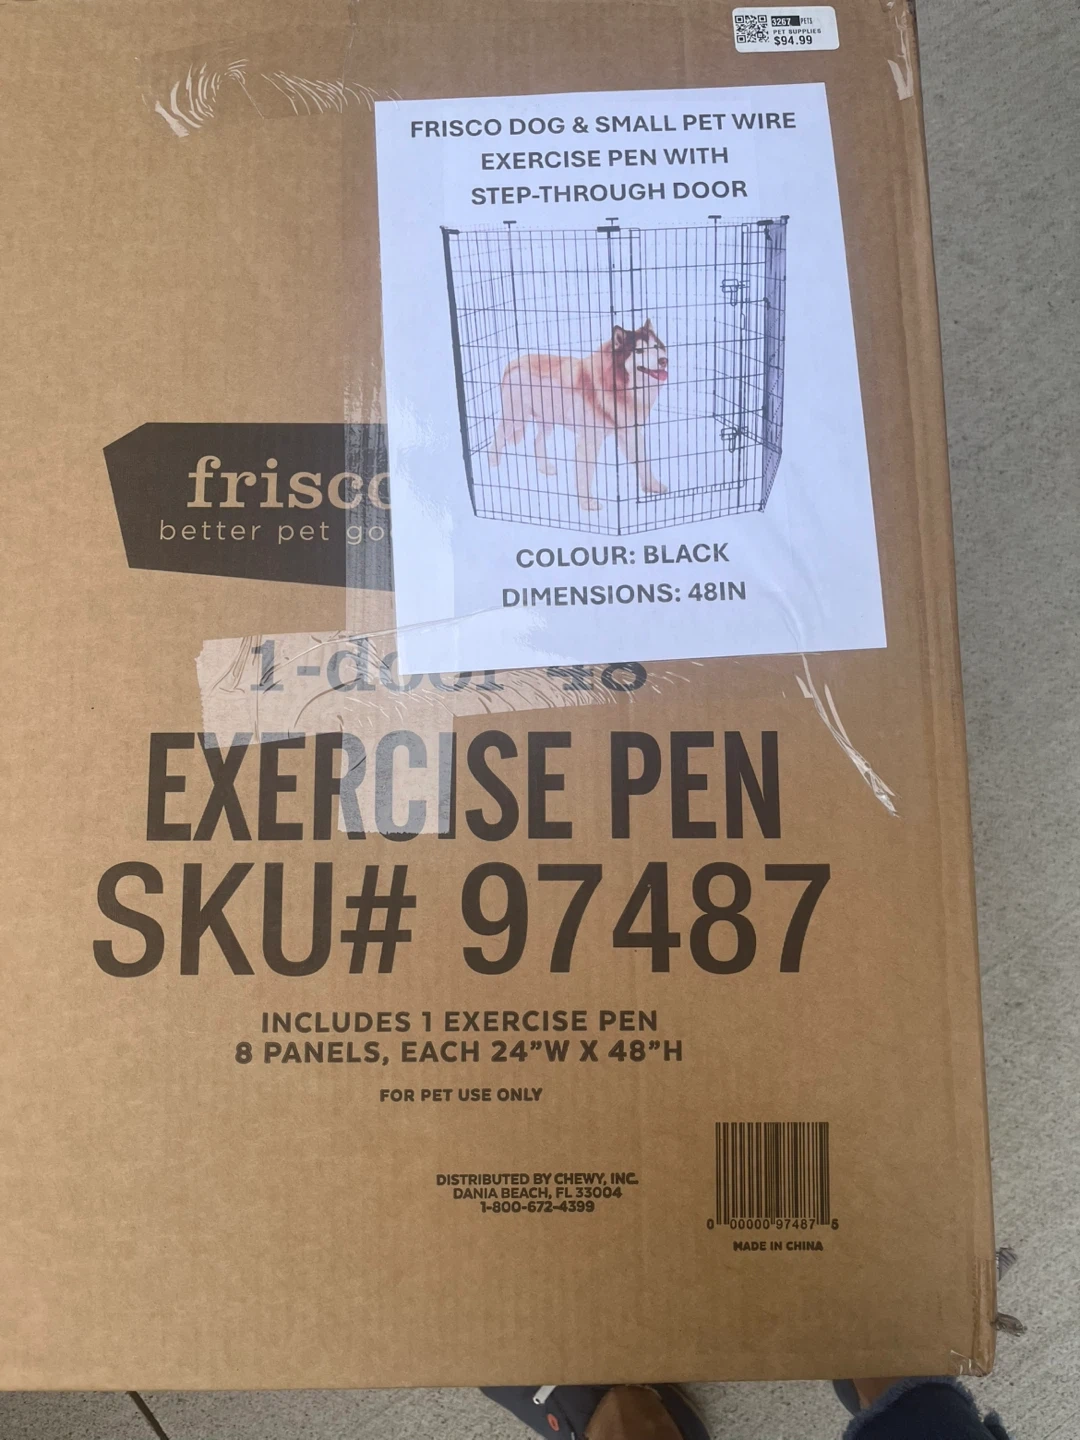 3267 PETS
PET SUPPLIES
$94.99
FRISCO DOG & SMALL PET WIRE
EXERCISE PEN WITH
STEP-THROUGH DOOR
COLOUR: BLACK
DIMENSIONS: 48IN
frisco
better pet go
1-door 48
EXERCISE PEN
SKU# 97487
INCLUDES 1 EXERCISE PEN
8 PANELS, EACH 24”W X 48”H
FOR PET USE ONLY
DISTRIBUTED BY CHEWY, INC.
DANIA BEACH, FL 33004
1-800-672-4399
0 00000 97487 5
MADE IN CHINA